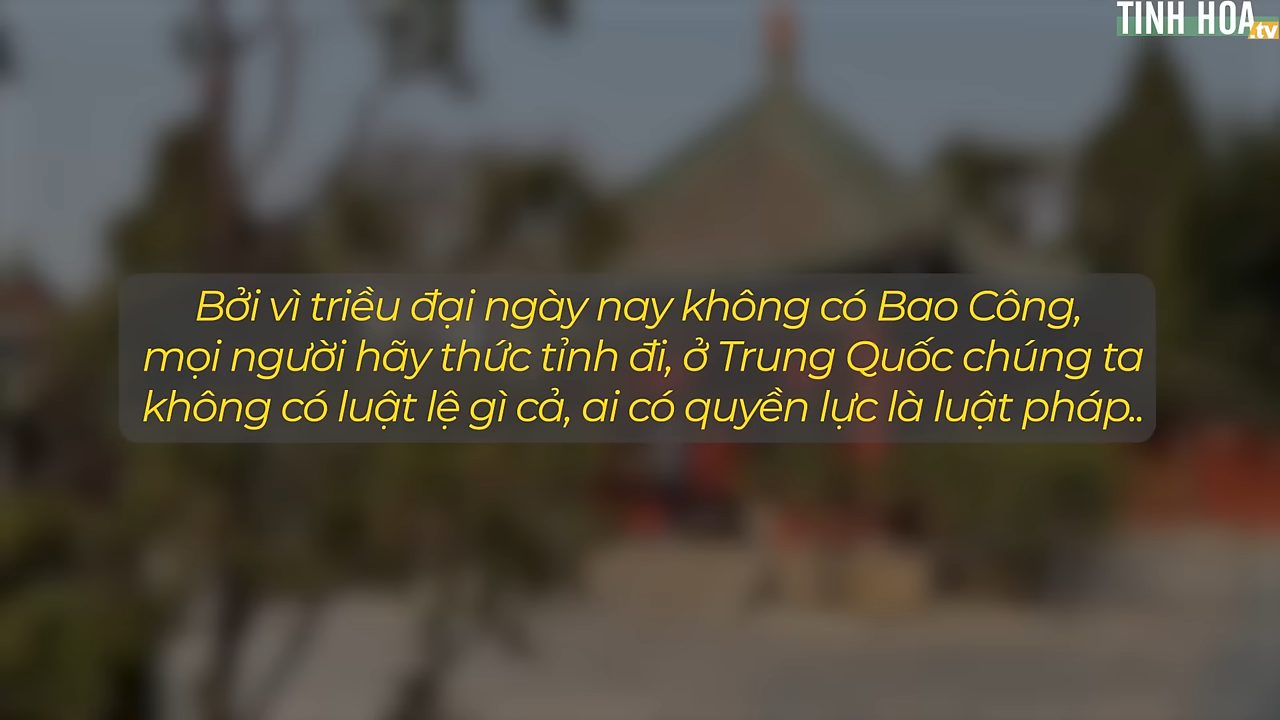 TINH HOA
.tv
Bởi vì triều đại ngày nay không có Bao Công,
mọi người hãy thức tỉnh đi, ở Trung Quốc chúng ta
không có luật lệ gì cả, ai có quyền lực là luật pháp..